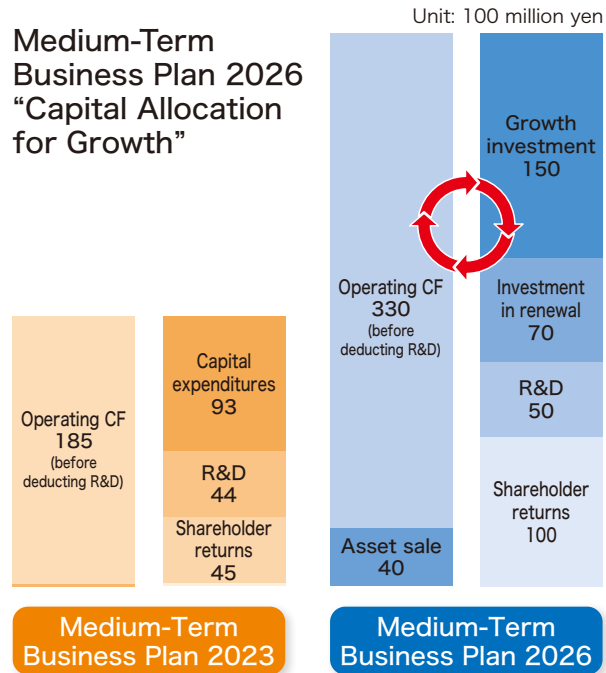 Unit: 100 million yen
Medium-Term
Business Plan 2026
“Capital Allocation
for Growth”
Operating CF
185
(before
deducting R&D)
Capital
expenditures
93
R&D
44
Shareholder
returns
45
Medium-Term
Business Plan 2023
Operating CF
330
(before
deducting R&D)
Asset sale
40
Growth
investment
150
Investment
in renewal
70
R&D
50
Shareholder
returns
100
Medium-Term
Business Plan 2026